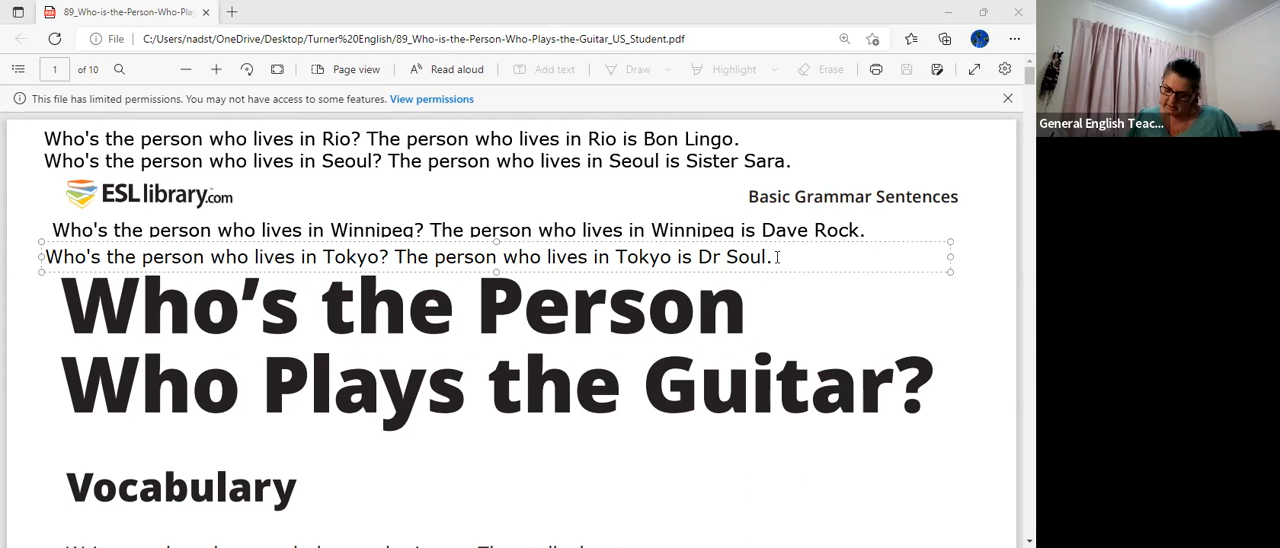 89_Who-is-the-Person-Who-Pla
File C:/Users/nadst/OneDrive/Desktop/Turner%20English/89_Who-is-the-Person-Who-Plays-the-Guitar_US_Student.pdf
1 of 10 Page view Read aloud Add text Draw Highlight Erase
This file has limited permissions. You may not have access to some features. View permissions
General English Teac...
Who's the person who lives in Rio? The person who lives in Rio is Bon Lingo.
Who's the person who lives in Seoul? The person who lives in Seoul is Sister Sara.
ESLlibrary.com Basic Grammar Sentences
Who's the person who lives in Winnipeg? The person who lives in Winnipeg is Dave Rock.
Who's the person who lives in Tokyo? The person who lives in Tokyo is Dr Soul.
Who's the Person
Who Plays the Guitar?
Vocabulary